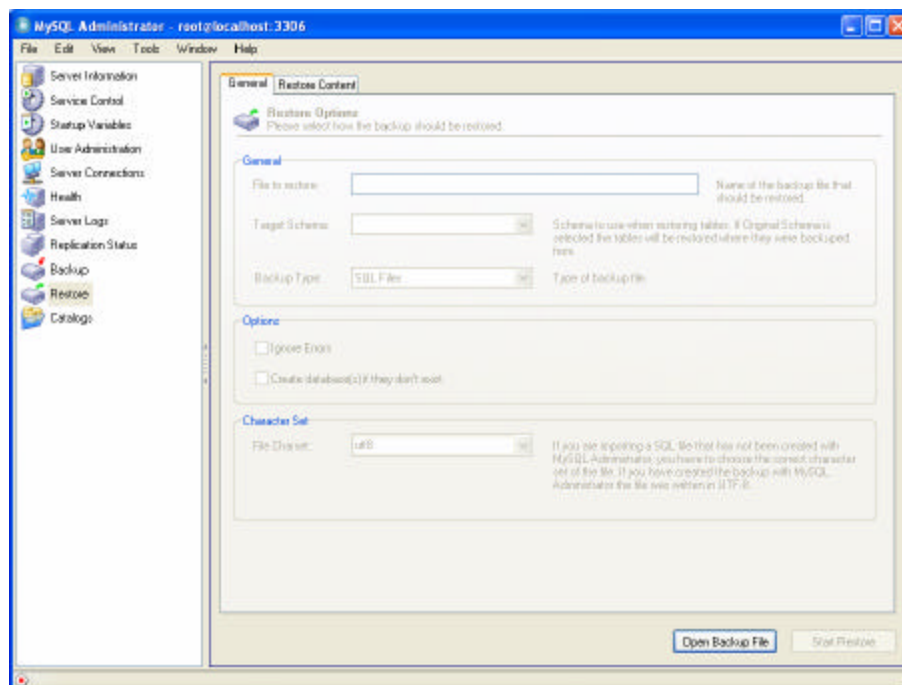 MySQL Administrator - root@localhost:3306
File Edit View Tools Window Help
Server Information
Service Control
Startup Variables
User Administration
Server Connections
Health
Server Logs
Replication Status
Backup
Restore
Catalogs
General Restore Content
Restore Options
Please select how the backup should be restored.
General
File to restore:
Name of the backup file that
should be restored.
Target Schema:
Schema to use when restoring tables. If Original Schema is
selected the tables will be restored where they were backuped
from.
Backup Type: SQL Files Type of backup file
Options
Ignore Errors
Create database(s) if they don't exist
Character Set
File Charset: utf8
If you are importing a SQL file that has not been created with
MySQL Administrator, you have to choose the correct character
set of the file. If you have created the backup with MySQL
Administrator the file was written in UTF-8.
Open Backup File Start Restore